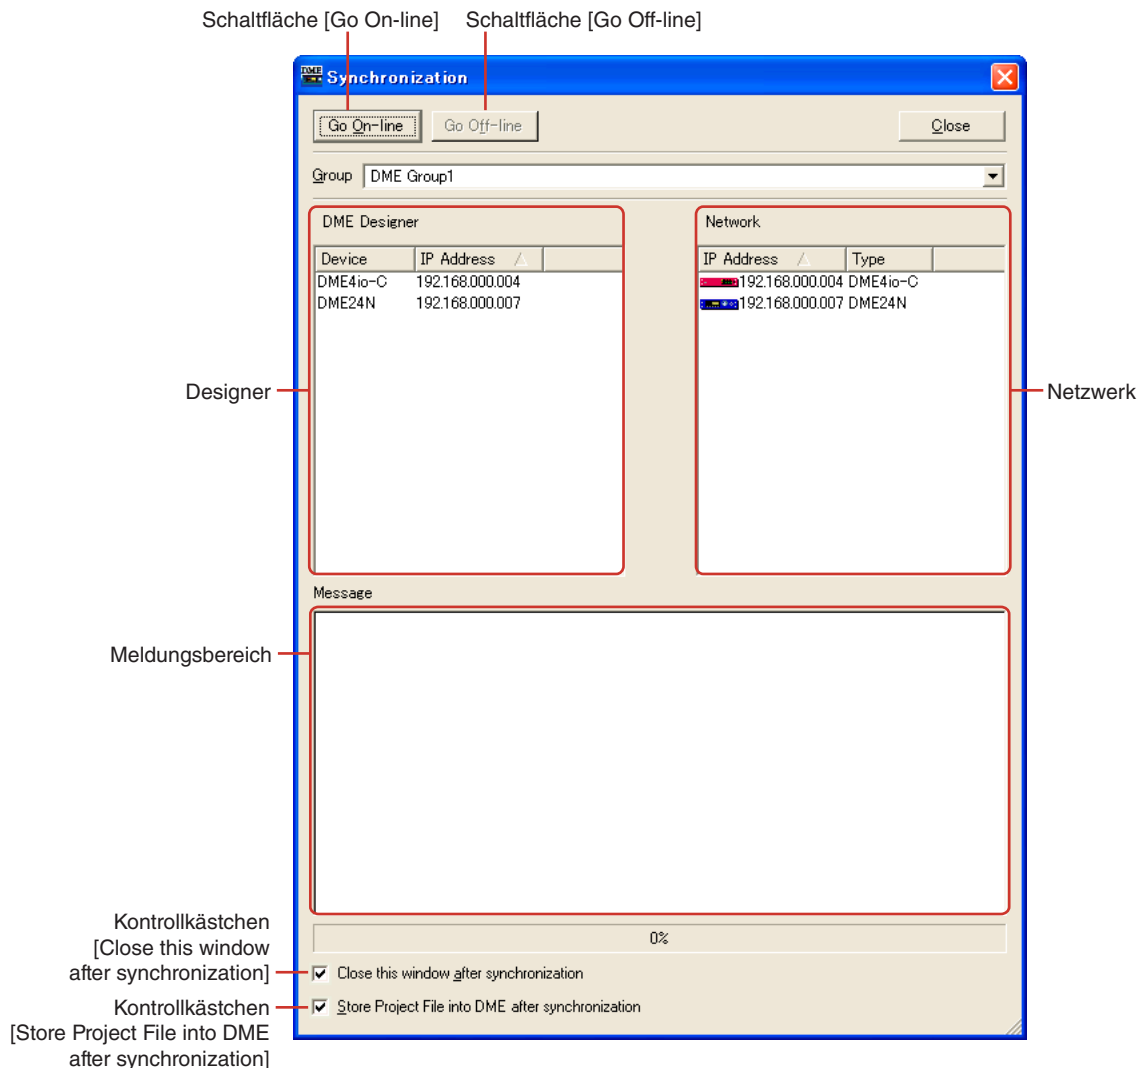 Schaltfläche [Go On-line] Schaltfläche [Go Off-line]
DME
Synchronization
Go On-line Go Off-line Close
Group DME Group1
DME Designer Network
Device IP Address IP Address Type
DME4io-C 192.168.000.004 192.168.000.004 DME4io-C
DME24N 192.168.000.007 192.168.000.007 DME24N
Designer Netzwerk
Message
Meldungsbereich
0%
Kontrollkästchen
[Close this window
after synchronization]
Close this window after synchronization
Kontrollkästchen
[Store Project File into DME
after synchronization]
Store Project File into DME after synchronization